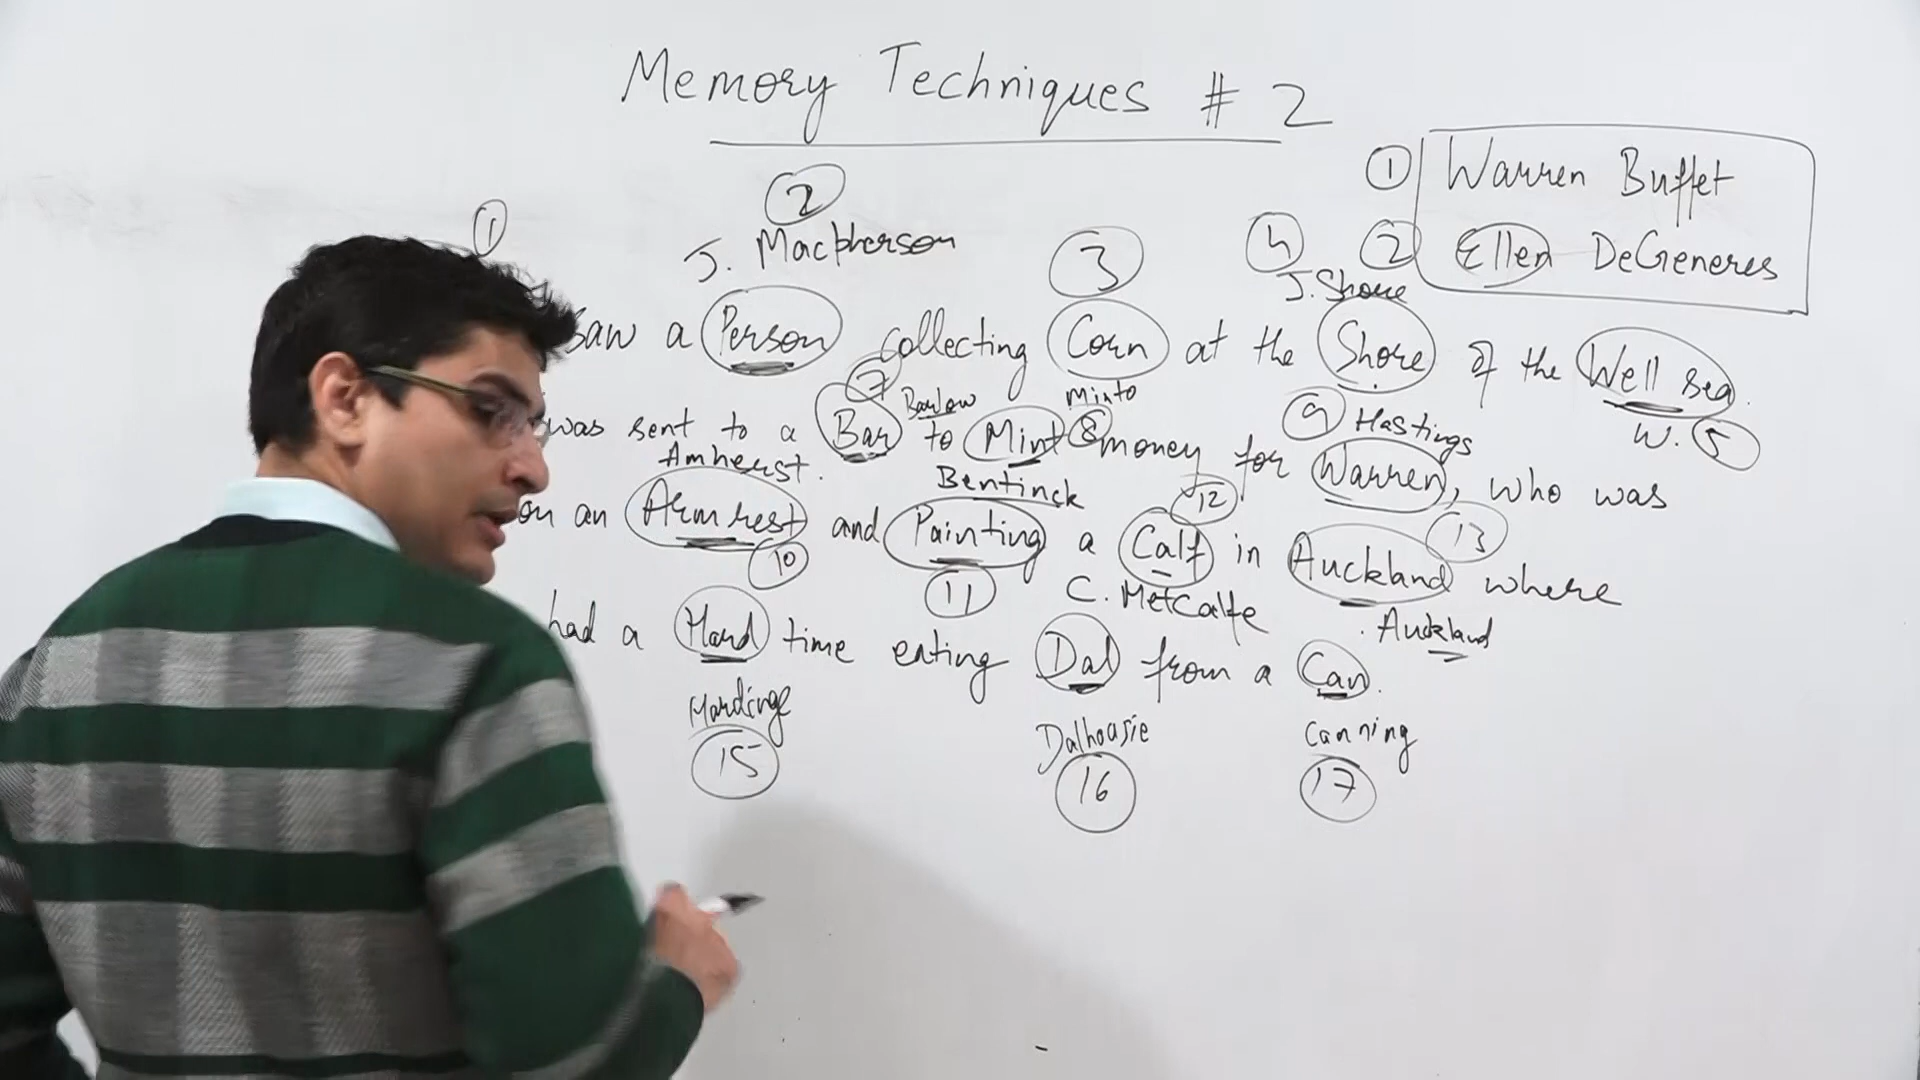 Memory Techniques # 2
① Warren Buffet
② Ellen DeGeneres
① ② ③ ④
J. Macpherson J. Shore
Saw a Person collecting Corn at the Shore of the Well sea.
⑦ Barlow Minto ⑨ Hastings W. ⑤
was sent to a Bar to Mint ⑧ money for Warren, who was
Amherst. Bentinck ⑫ ⑬
on an Armrest and Painting a Calf in Auckland where
⑩ ⑪ C. Metcalfe Auckland
had a Hard time eating Dal from a Can.
Hardinge Dalhousie Canning
⑮ ⑯ ⑰